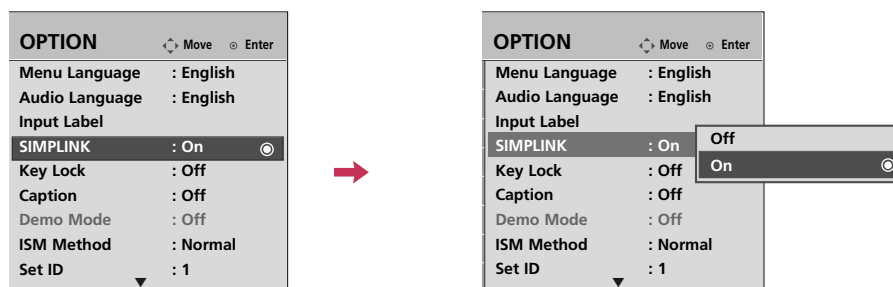 OPTION Move Enter
Menu Language : English
Audio Language : English
Input Label
SIMPLINK : On
Key Lock : Off
Caption : Off
Demo Mode : Off
ISM Method : Normal
Set ID : 1
OPTION Move Enter
Menu Language : English
Audio Language : English
Input Label
SIMPLINK : On
Key Lock : Off
Caption : Off
Demo Mode : Off
ISM Method : Normal
Set ID : 1
Off
On